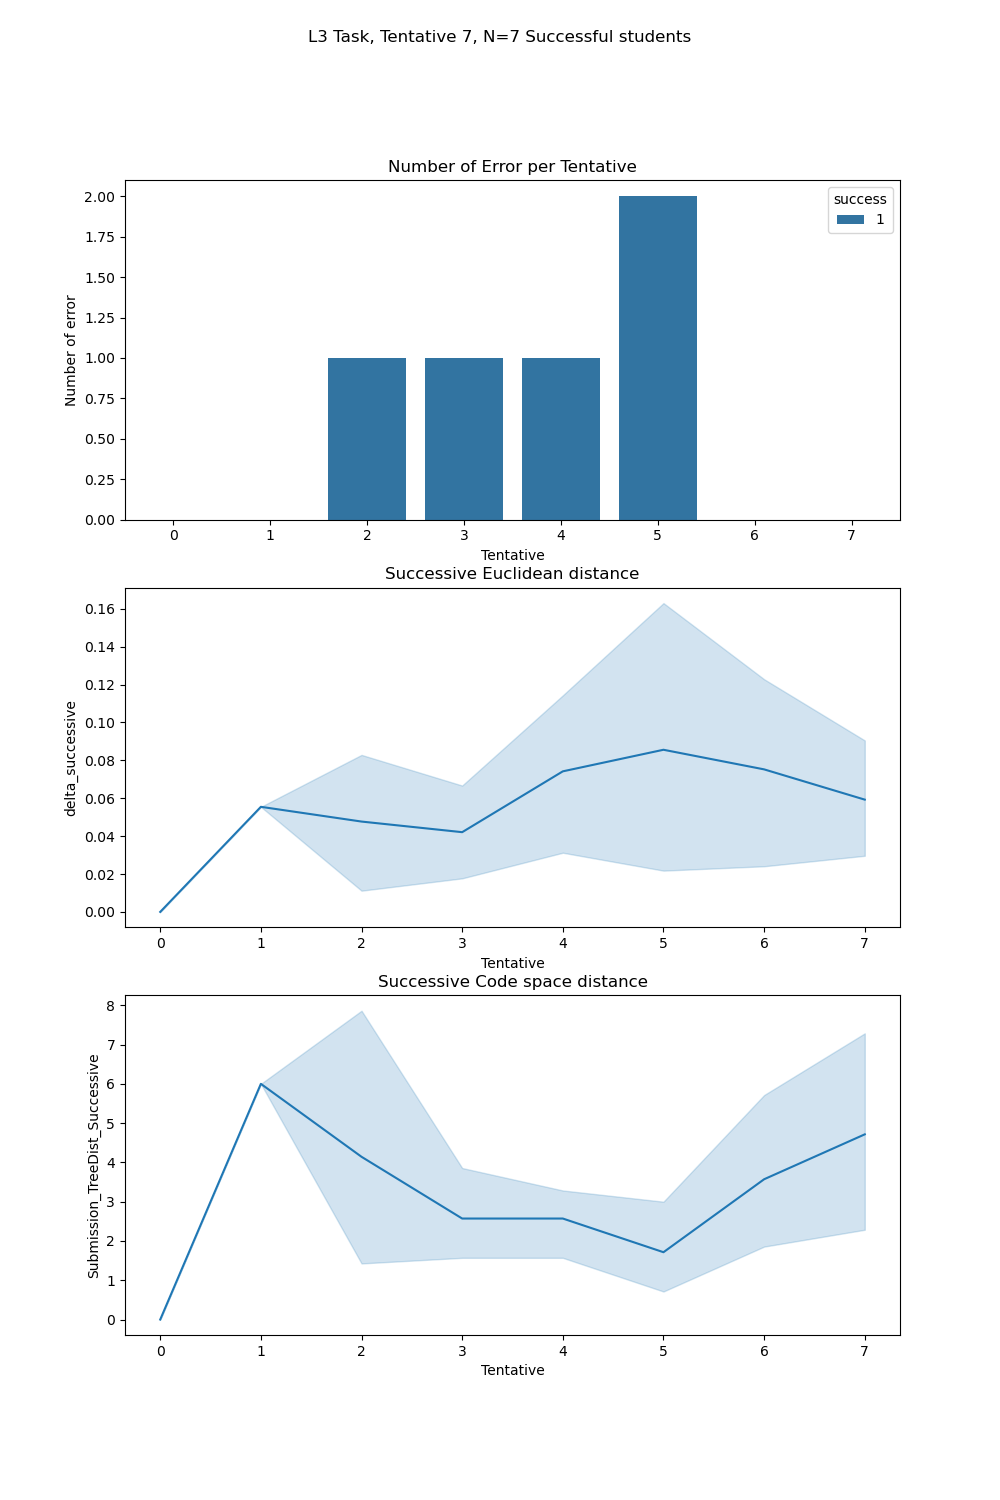 L3 Task, Tentative 7, N=7 Successful students
Number of Error per Tentative
success
1
Number of error
2.00
1.75
1.50
1.25
1.00
0.75
0.50
0.25
0.00
0 1 2 3 4 5 6 7
Tentative
Successive Euclidean distance
delta_successive
0.16
0.14
0.12
0.10
0.08
0.06
0.04
0.02
0.00
0 1 2 3 4 5 6 7
Tentative
Successive Code space distance
Submission_TreeDist_Successive
8
7
6
5
4
3
2
1
0
0 1 2 3 4 5 6 7
Tentative